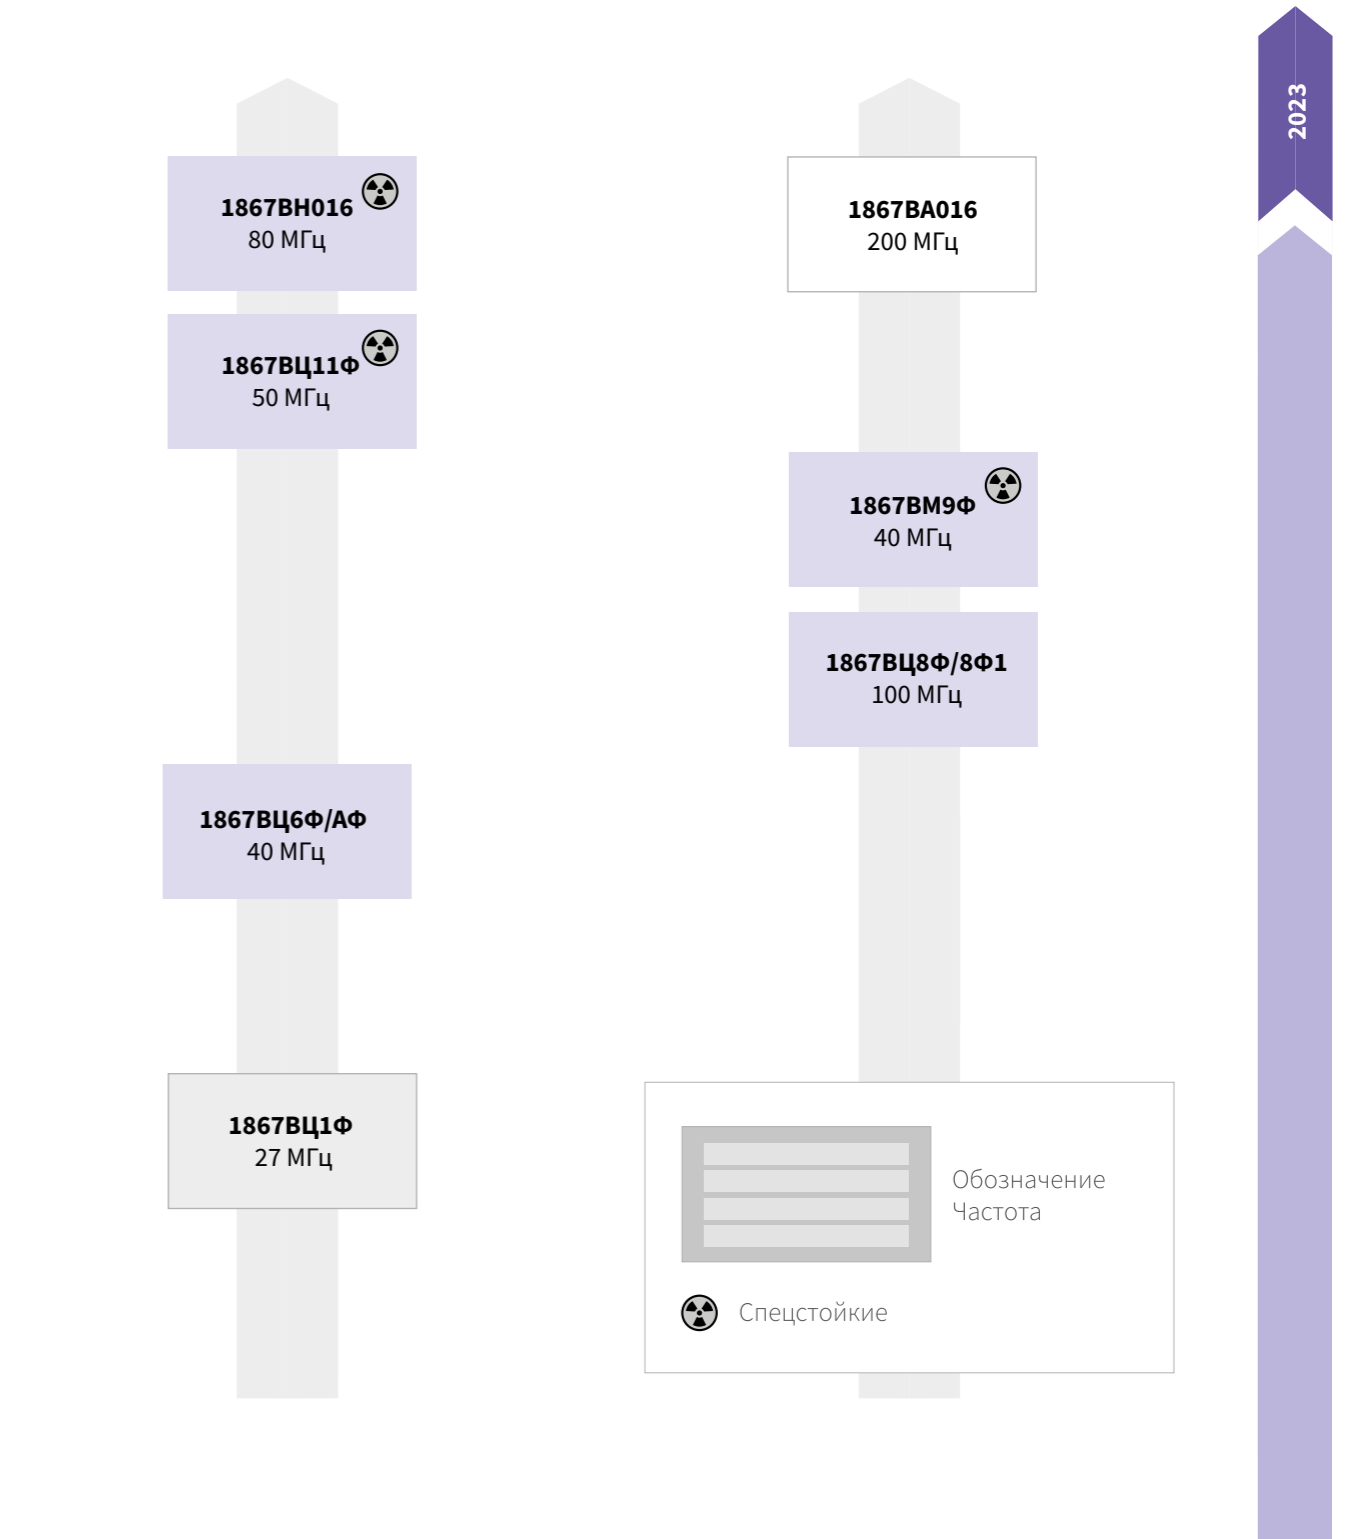 2023
1867ВН016
80 МГц
1867ВЦ11Ф
50 МГц
1867ВЦ6Ф/АФ
40 МГц
1867ВЦ1Ф
27 МГц
1867ВА016
200 МГц
1867ВМ9Ф
40 МГц
1867ВЦ8Ф/8Ф1
100 МГц
Обозначение
Частота
Спецстойкие